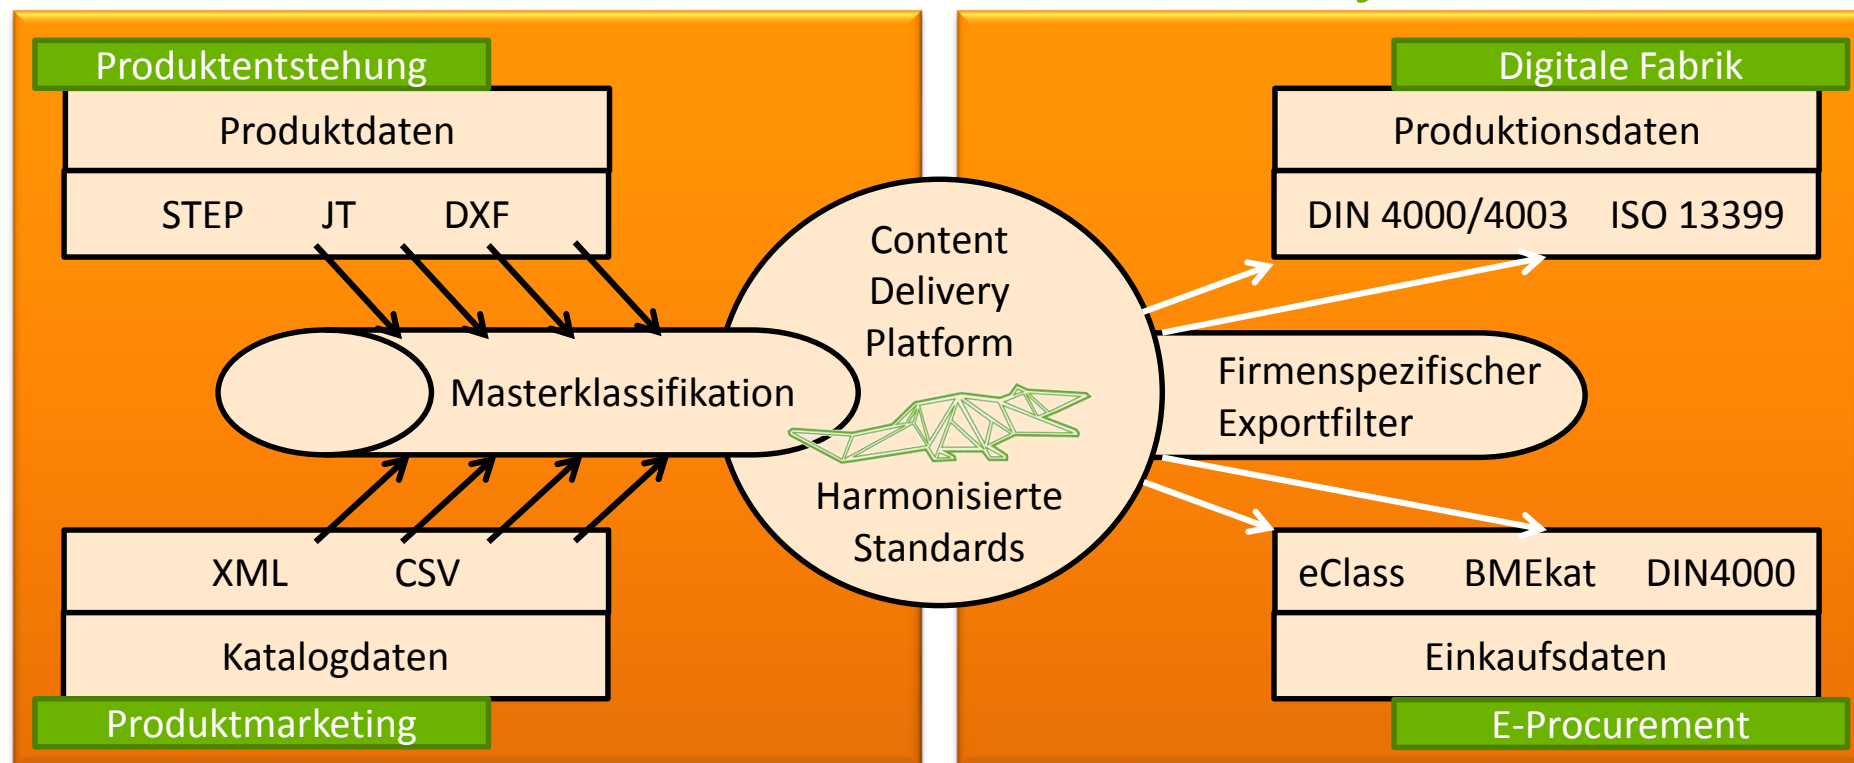 Produktentstehung
Produktdaten
STEP JT DXF
Masterklassifikation
XML CSV
Katalogdaten
Produktmarketing
Content
Delivery
Platform
Harmonisierte
Standards
Digitale Fabrik
Produktionsdaten
DIN 4000/4003 ISO 13399
Firmenspezifischer
Exportfilter
eClass BMEkat DIN4000
Einkaufsdaten
E-Procurement